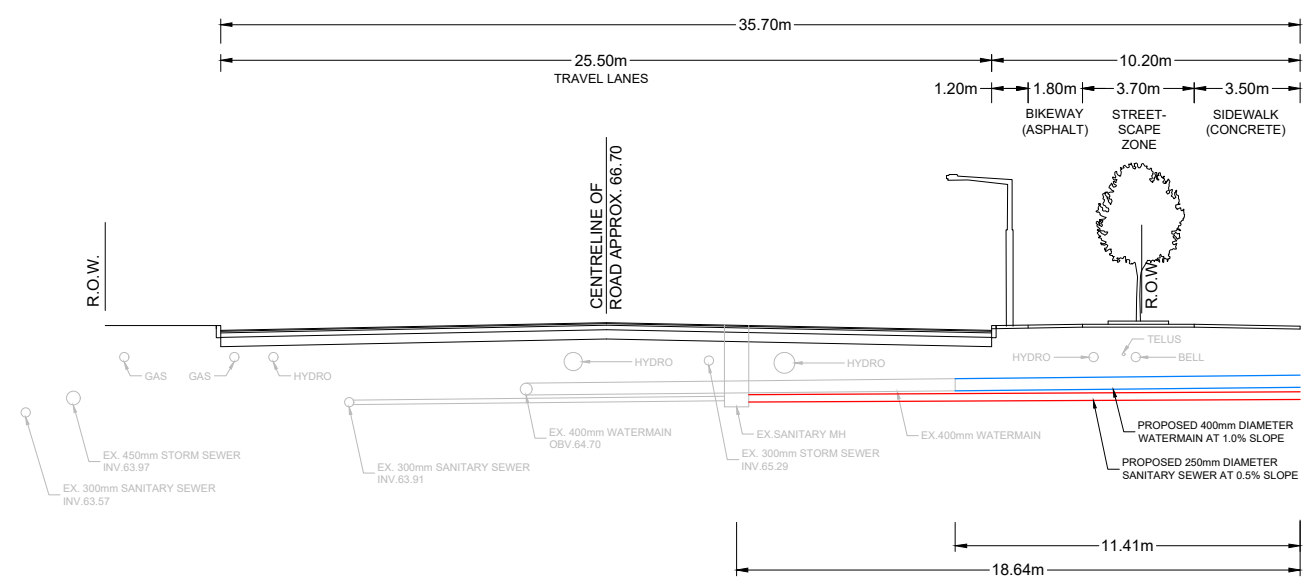 35.70m
25.50m
TRAVEL LANES
10.20m
1.20m
1.80m
3.70m
3.50m
BIKEWAY
(ASPHALT)
STREET-
SCAPE
ZONE
SIDEWALK
(CONCRETE)
R.O.W.
CENTRELINE OF
ROAD APPROX. 66.70
R.O.W.
GAS
GAS
HYDRO
HYDRO
HYDRO
HYDRO
TELUS
BELL
EX. 450mm STORM SEWER
INV.63.97
EX. 300mm SANITARY SEWER
INV.63.57
EX. 300mm SANITARY SEWER
INV.63.91
EX. 400mm WATERMAIN
OBV.64.70
EX.SANITARY MH
EX. 300mm STORM SEWER
INV.65.29
EX.400mm WATERMAIN
PROPOSED 400mm DIAMETER
WATERMAIN AT 1.0% SLOPE
PROPOSED 250mm DIAMETER
SANITARY SEWER AT 0.5% SLOPE
11.41m
18.64m